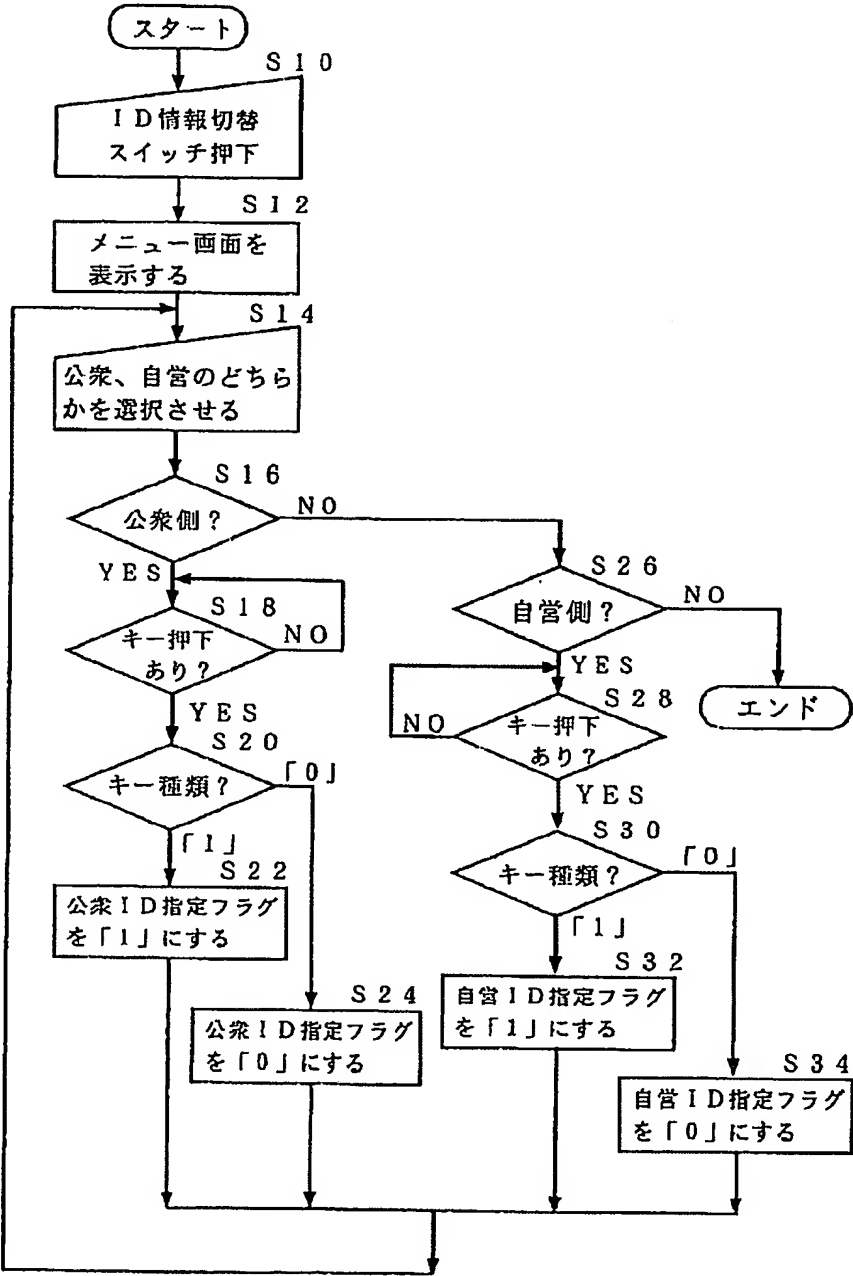 スタート
S10
ID情報切替
スイッチ押下
S12
メニュー画面を
表示する
S14
公衆、自営のどちら
かを選択させる
S16
公衆側?
NO
YES
S18
キー押下
あり?
NO
YES
S20
キー種類?
「0」
「1」
S22
公衆ID指定フラグ
を「1」にする
S24
公衆ID指定フラグ
を「0」にする
S26
自営側?
NO
エンド
YES
S28
キー押下
あり?
NO
YES
S30
キー種類?
「0」
「1」
S32
自営ID指定フラグ
を「1」にする
S34
自営ID指定フラグ
を「0」にする